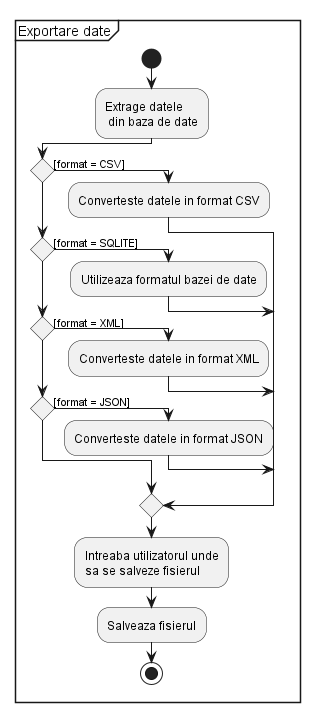 Exportare date
Extrage datele
din baza de date
[format = CSV]
Converteste datele in format CSV
[format = SQLITE]
Utilizeaza formatul bazei de date
[format = XML]
Converteste datele in format XML
[format = JSON]
Converteste datele in format JSON
Intreaba utilizatorul unde
sa se salveze fisierul
Salveaza fisierul